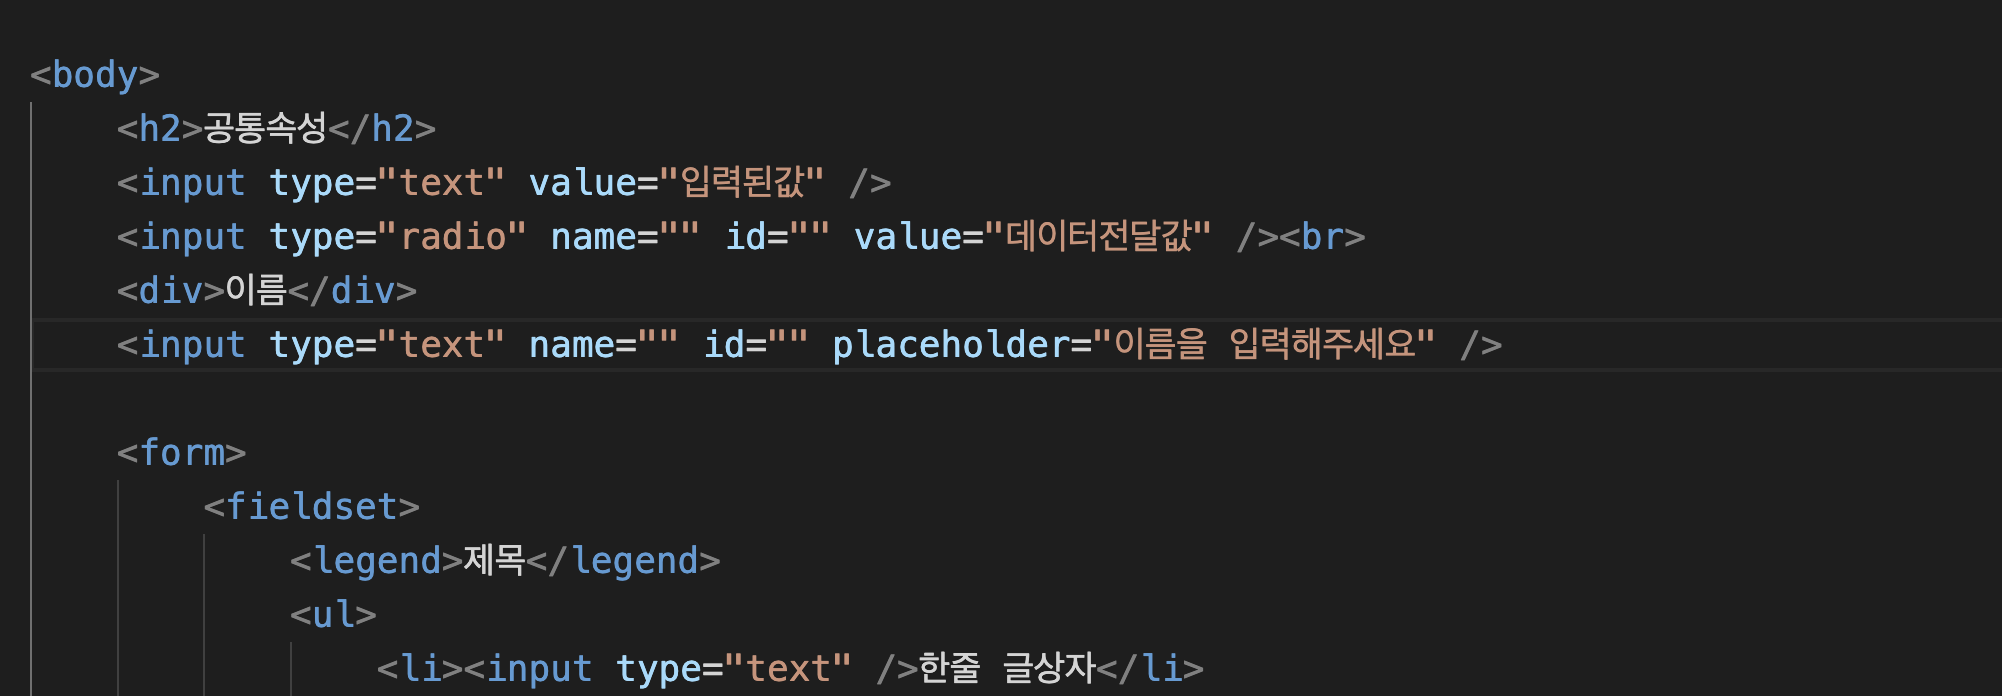 <body>
<h2>공통속성</h2>
<input type="text" value="입력된값" />
<input type="radio" name="" id="" value="데이터전달값" /><br>
<div>이름</div>
<input type="text" name="" id="" placeholder="이름을 입력해주세요" />
<form>
<fieldset>
<legend>제목</legend>
<ul>
<li><input type="text" />한줄 글상자</li>